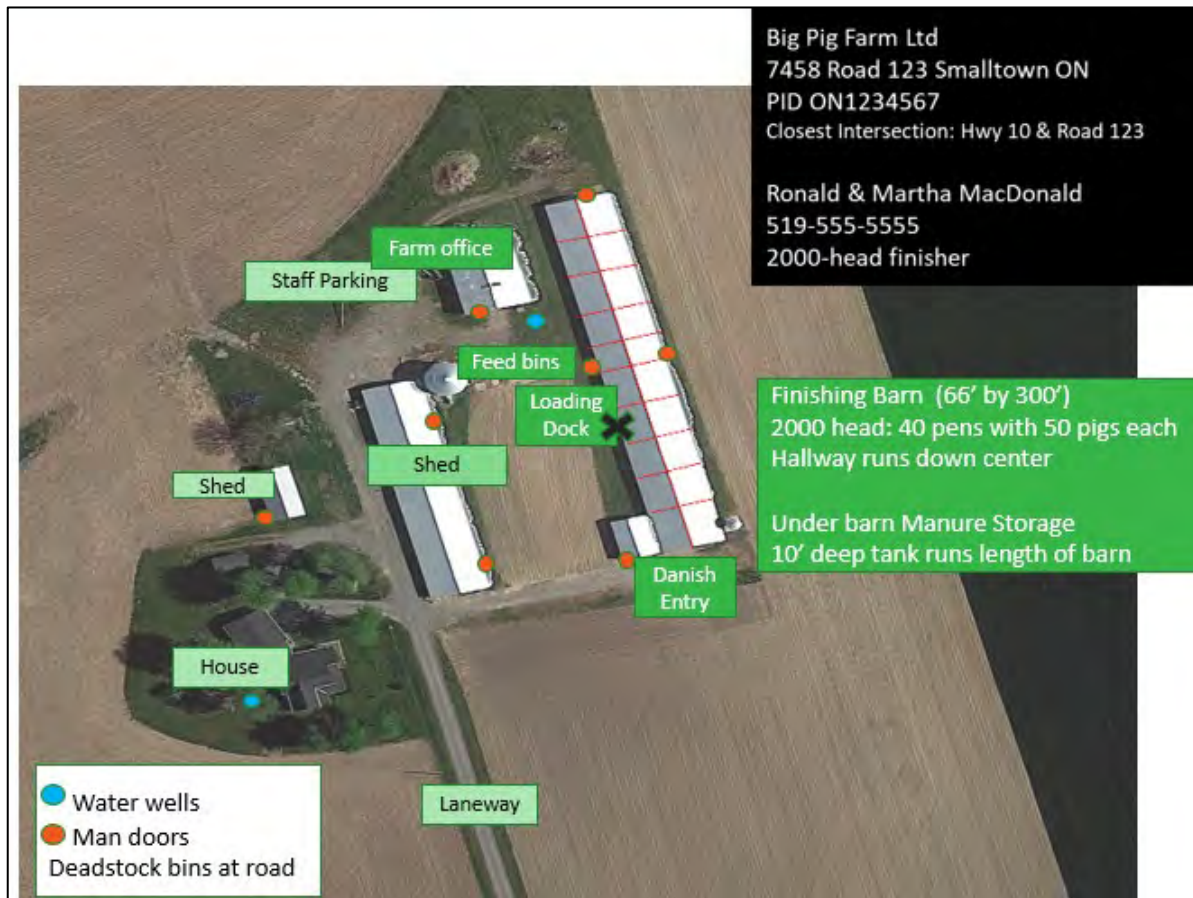 Big Pig Farm Ltd
7458 Road 123 Smalltown ON
PID ON1234567
Closest Intersection: Hwy 10 & Road 123
Ronald & Martha MacDonald
519-555-5555
2000-head finisher
Farm office
Staff Parking
Feed bins
Loading
Dock
Finishing Barn (66’ by 300’)
2000 head: 40 pens with 50 pigs each
Hallway runs down center
Under barn Manure Storage
10’ deep tank runs length of barn
Shed
Shed
Danish
Entry
House
Laneway
Water wells
Man doors
Deadstock bins at road